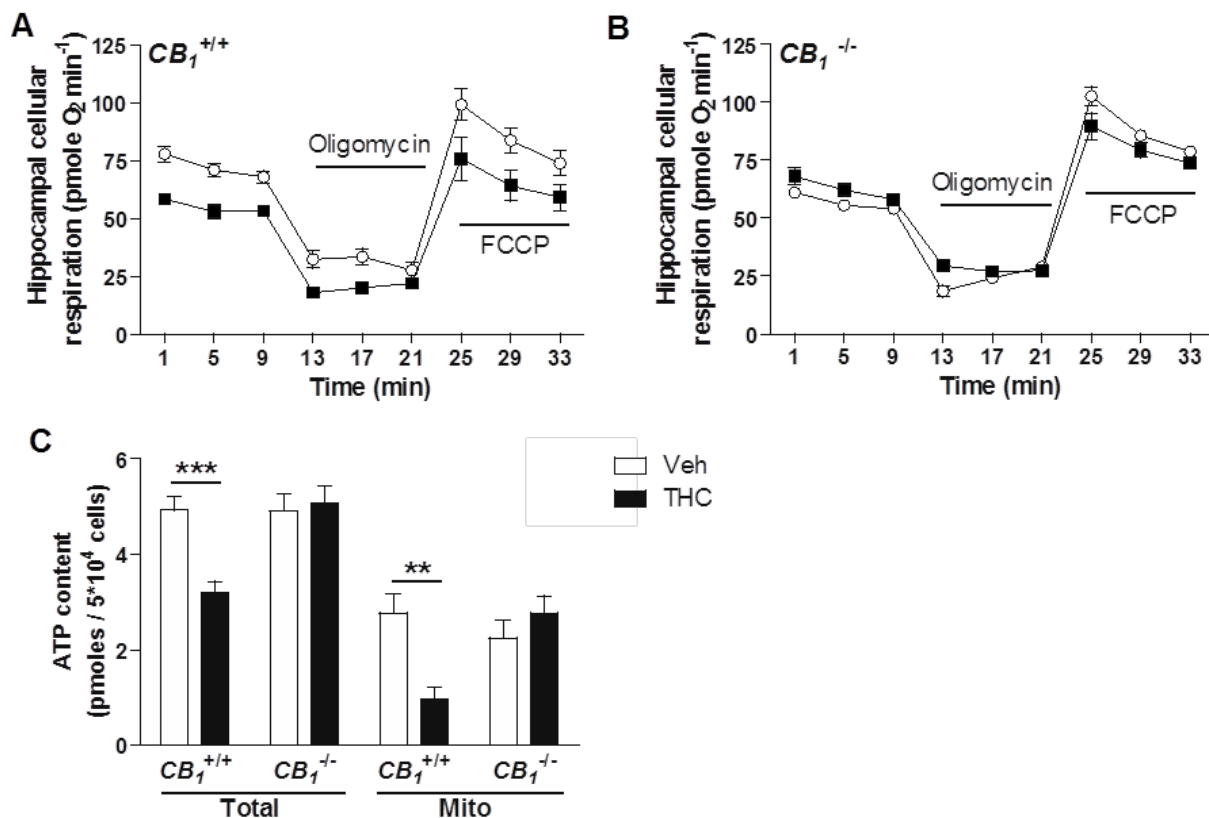 A
CB₁⁺/⁺
Hippocampal cellular
respiration (pmole O₂ min⁻¹)
125
100
75
50
25
0
Oligomycin
FCCP
1 5 9 13 17 21 25 29 33
Time (min)
B
CB₁ ⁻/⁻
Hippocampal cellular
respiration (pmole O₂ min⁻¹)
125
100
75
50
25
0
Oligomycin
FCCP
1 5 9 13 17 21 25 29 33
Time (min)
C
ATP content
(pmoles / 5*10⁴ cells)
6
4
2
0
***
**
Veh
THC
CB₁⁺/⁺ CB₁⁻/⁻ CB₁⁺/⁺ CB₁⁻/⁻
Total Mito